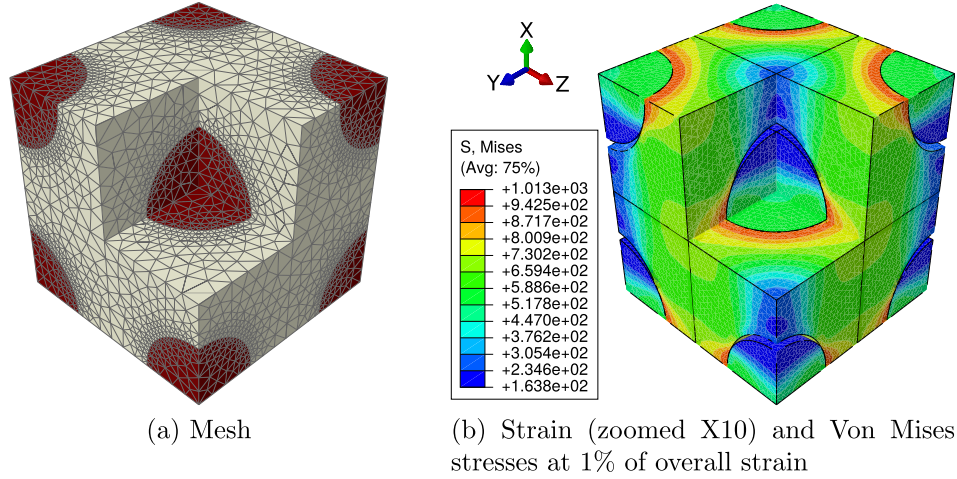 X
Y
Z
S, Mises
(Avg: 75%)
+1.013e+03
+9.425e+02
+8.717e+02
+8.009e+02
+7.302e+02
+6.594e+02
+5.886e+02
+5.178e+02
+4.470e+02
+3.762e+02
+3.054e+02
+2.346e+02
+1.638e+02
(a) Mesh
(b) Strain (zoomed X10) and Von Mises
stresses at 1% of overall strain